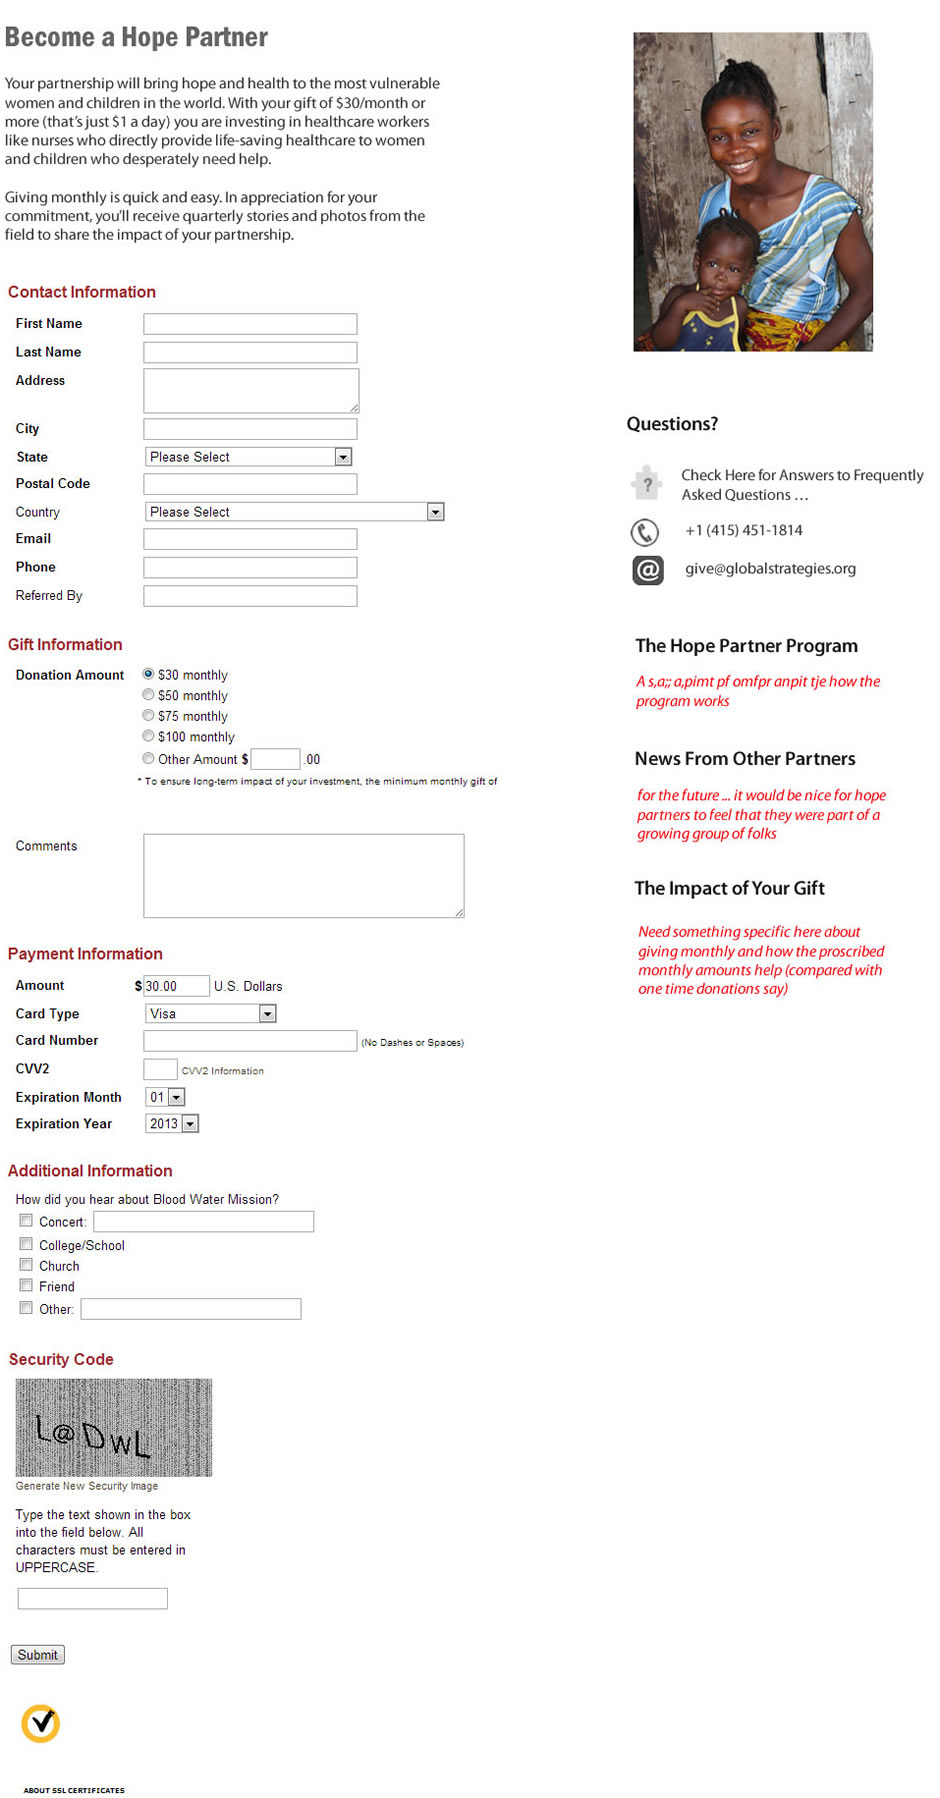 Become a Hope Partner
Your partnership will bring hope and health to the most vulnerable
women and children in the world. With your gift of $30/month or
more (that's just $1 a day) you are investing in healthcare workers
like nurses who directly provide life-saving healthcare to women
and children who desperately need help.
Giving monthly is quick and easy. In appreciation for your
commitment, you'll receive quarterly stories and photos from the
field to share the impact of your partnership.
Contact Information
First Name
Last Name
Address
City
State Please Select
Postal Code
Country Please Select
Email
Phone
Referred By
Gift Information
Donation Amount $30 monthly
$50 monthly
$75 monthly
$100 monthly
Other Amount $ .00
* To ensure long-term impact of your investment, the minimum monthly gift of
Comments
Payment Information
Amount $30.00 U.S. Dollars
Card Type Visa
Card Number (No Dashes or Spaces)
CVV2 CVV2 Information
Expiration Month 01
Expiration Year 2013
Additional Information
How did you hear about Blood Water Mission?
Concert:
College/School
Church
Friend
Other:
Security Code
L@DWL
Generate New Security Image
Type the text shown in the box
into the field below. All
characters must be entered in
UPPERCASE.
Submit
ABOUT SSL CERTIFICATES
Questions?
Check Here for Answers to Frequently
Asked Questions …
+1 (415) 451-1814
@ give@globalstrategies.org
The Hope Partner Program
A s,a;; a,pimt pf omfpr anpit tje how the
program works
News From Other Partners
for the future ... it would be nice for hope
partners to feel that they were part of a
growing group of folks
The Impact of Your Gift
Need something specific here about
giving monthly and how the proscribed
monthly amounts help (compared with
one time donations say)